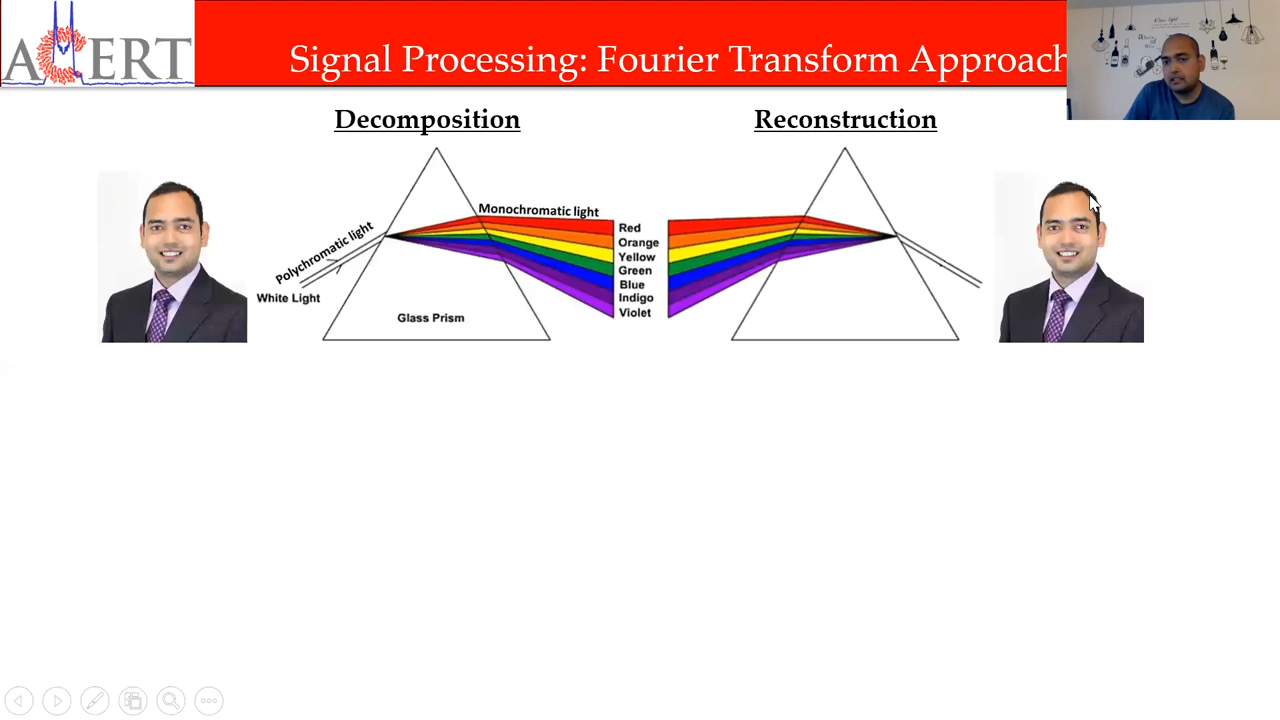 ACERT
Signal Processing: Fourier Transform Approach
Decomposition
Reconstruction
Polychromatic light
White Light
Monochromatic light
Glass Prism
Red
Orange
Yellow
Green
Blue
Indigo
Violet